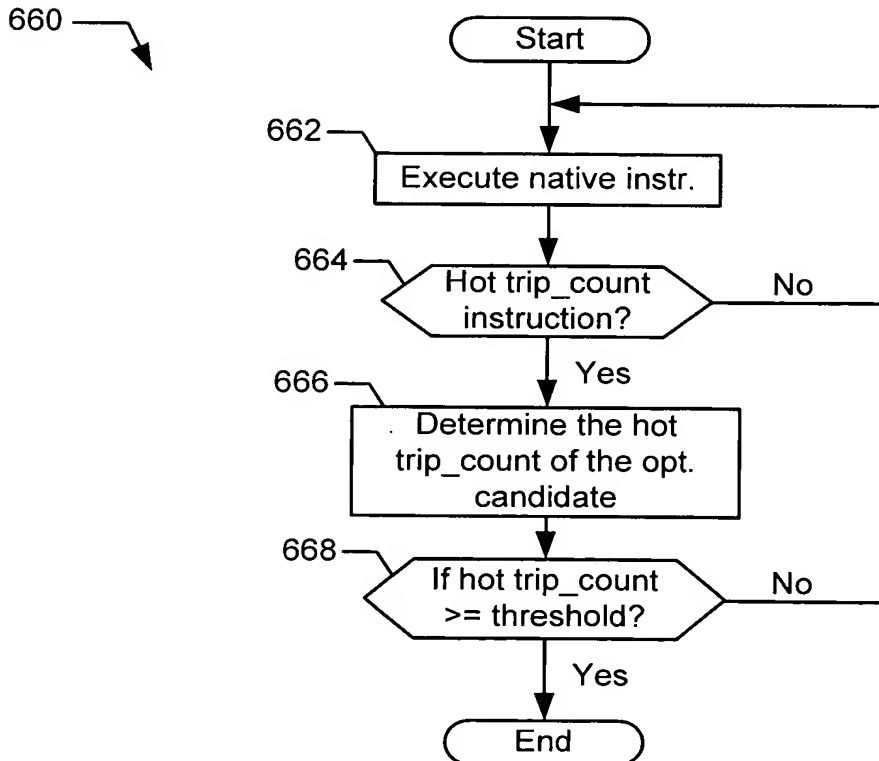 660
Start
662
Execute native instr.
664
Hot trip_count
instruction?
No
Yes
666
Determine the hot
trip_count of the opt.
candidate
668
If hot trip_count
>= threshold?
No
Yes
End